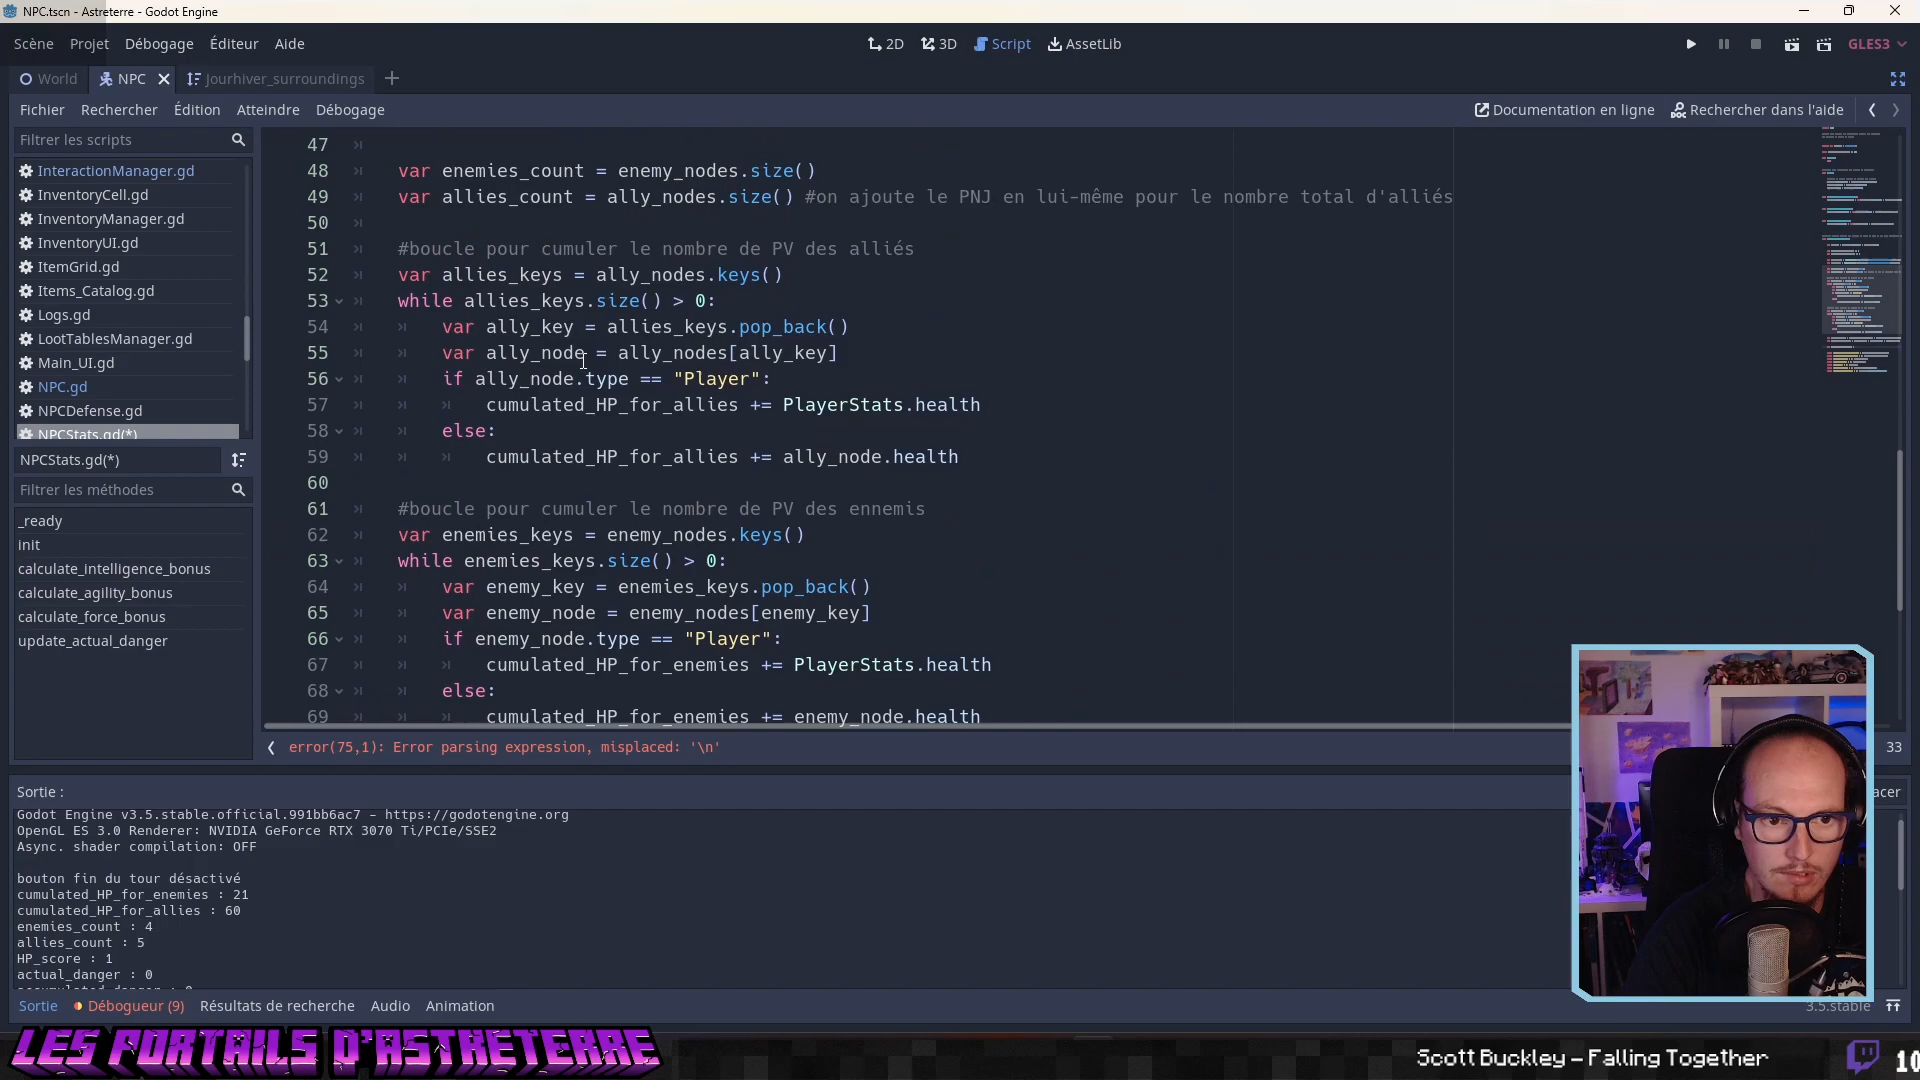 NPC.tscn - Astreterre - Godot Engine
Scène Projet Débogage Éditeur Aide
2D 3D Script AssetLib
GLES3
World NPC Jourhiver_surroundings
Fichier Rechercher Édition Atteindre Débogage
Documentation en ligne Rechercher dans l'aide
Filtrer les scripts
InteractionManager.gd
InventoryCell.gd
InventoryManager.gd
InventoryUI.gd
ItemGrid.gd
Items_Catalog.gd
Logs.gd
LootTablesManager.gd
Main_UI.gd
NPC.gd
NPCDefense.gd
NPCStats.gd(*)
NPCStats.gd(*)
Filtrer les méthodes
_ready
init
calculate_intelligence_bonus
calculate_agility_bonus
calculate_force_bonus
update_actual_danger
47
48 var enemies_count = enemy_nodes.size()
49 var allies_count = ally_nodes.size() #on ajoute le PNJ en lui-même pour le nombre total d'alliés
50
51 #boucle pour cumuler le nombre de PV des alliés
52 var allies_keys = ally_nodes.keys()
53 while allies_keys.size() > 0:
54 var ally_key = allies_keys.pop_back()
55 var ally_node = ally_nodes[ally_key]
56 if ally_node.type == "Player":
57 cumulated_HP_for_allies += PlayerStats.health
58 else:
59 cumulated_HP_for_allies += ally_node.health
60
61 #boucle pour cumuler le nombre de PV des ennemis
62 var enemies_keys = enemy_nodes.keys()
63 while enemies_keys.size() > 0:
64 var enemy_key = enemies_keys.pop_back()
65 var enemy_node = enemy_nodes[enemy_key]
66 if enemy_node.type == "Player":
67 cumulated_HP_for_enemies += PlayerStats.health
68 else:
69 cumulated_HP_for_enemies += enemy_node.health
error(75,1): Error parsing expression, misplaced: '\n'
33
Sortie :
Godot Engine v3.5.stable.official.991bb6ac7 - https://godotengine.org
OpenGL ES 3.0 Renderer: NVIDIA GeForce RTX 3070 Ti/PCIe/SSE2
Async. shader compilation: OFF
bouton fin du tour désactivé
cumulated_HP_for_enemies : 21
cumulated_HP_for_allies : 60
enemies_count : 4
allies_count : 5
HP_score : 1
actual_danger : 0
Sortie Débogueur (9) Résultats de recherche Audio Animation
3.5.stable
LES PORTAILS D'ASTRETERRE
Scott Buckley – Falling Together
10